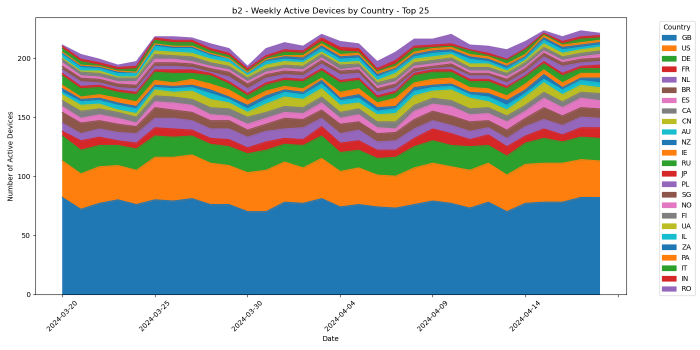 b2 - Weekly Active Devices by Country - Top 25
Number of Active Devices
200
150
100
50
0
2024-03-20
2024-03-25
2024-03-30
2024-04-04
2024-04-09
2024-04-14
Date
Country
GB
US
DE
FR
NL
BR
ES
CA
CN
AU
NZ
IE
RU
JP
PL
SG
NO
FI
UA
IL
ZA
PA
IT
IN
RO